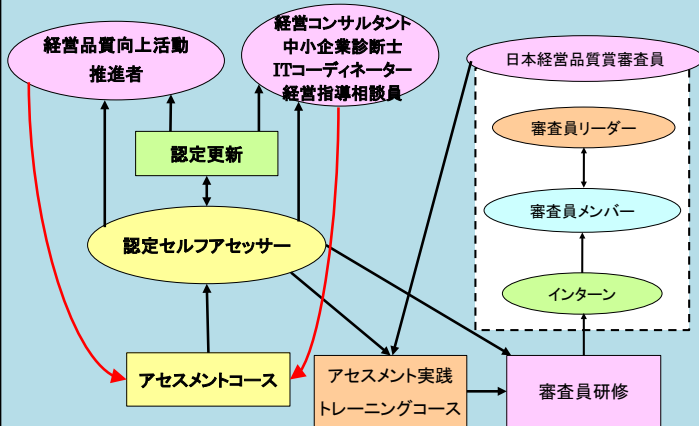 経営品質向上活動
推進者
経営コンサルタント
中小企業診断士
ITコーディネーター
経営指導相談員
日本経営品質賞審査員
審査員リーダー
認定更新
審査員メンバー
認定セルフアセッサー
インターン
アセスメントコース
アセスメント実践
トレーニングコース
審査員研修